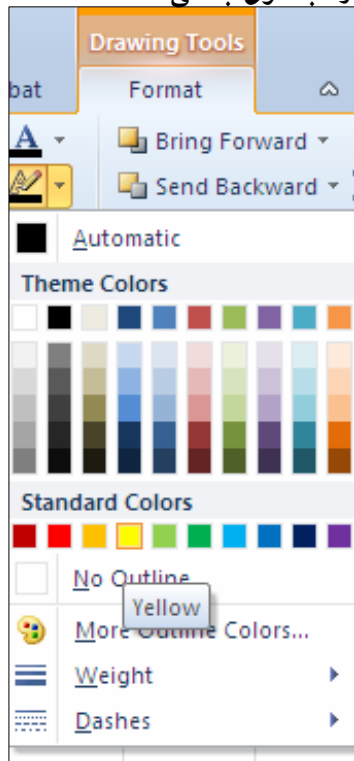 Drawing Tools
bat Format
A Bring Forward
Send Backward
Automatic
Theme Colors
Standard Colors
No Outline
Yellow
More Outline Colors...
Weight
Dashes